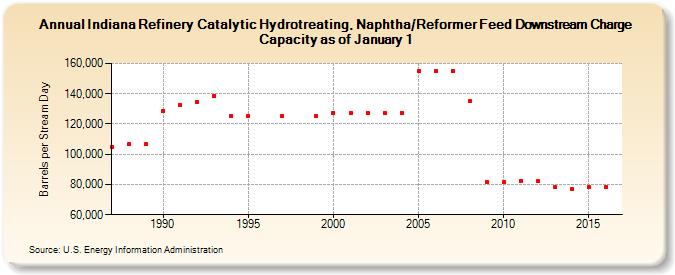 Annual Indiana Refinery Catalytic Hydrotreating, Naphtha/Reformer Feed Downstream Charge
Capacity as of January 1
Barrels per Stream Day
160,000
140,000
120,000
100,000
80,000
60,000
1990 1995 2000 2005 2010 2015
Source: U.S. Energy Information Administration